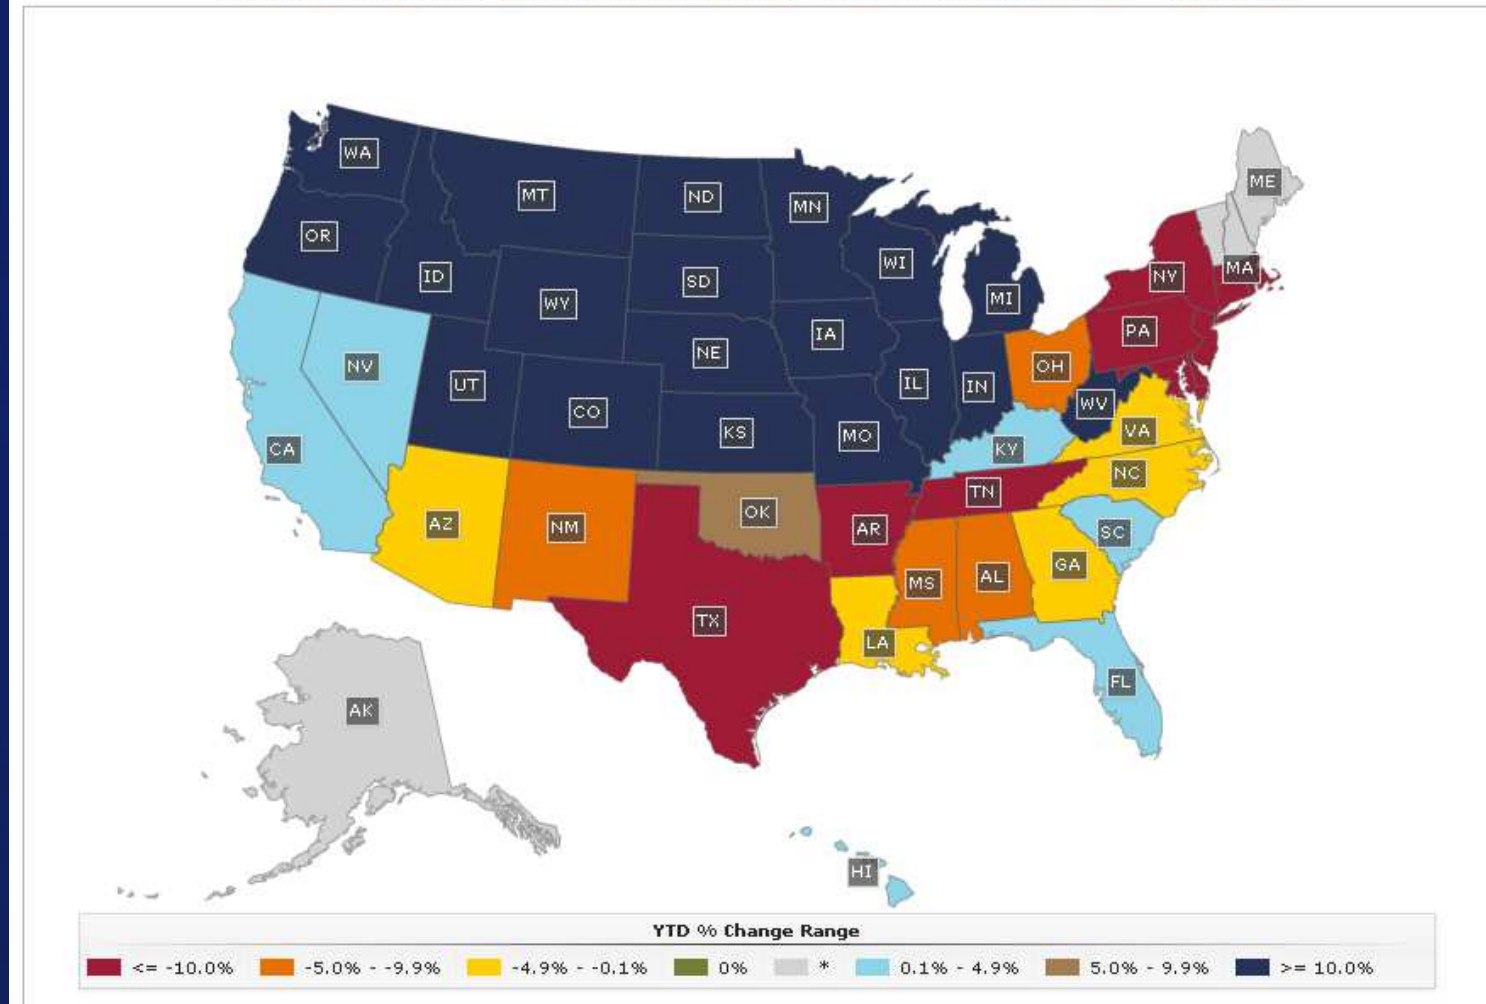 WA
MT
ND
MN
ME
OR
ID
WY
SD
WI
MI
NY
MA
NV
UT
CO
NE
IA
IL
IN
OH
PA
CA
KS
MO
KY
WV
VA
AZ
NM
OK
AR
TN
NC
SC
TX
LA
MS
AL
GA
FL
AK
HI
YTD % Change Range
<= -10.0% -5.0% - -9.9% -4.9% - -0.1% 0% * 0.1% - 4.9% 5.0% - 9.9% >= 10.0%